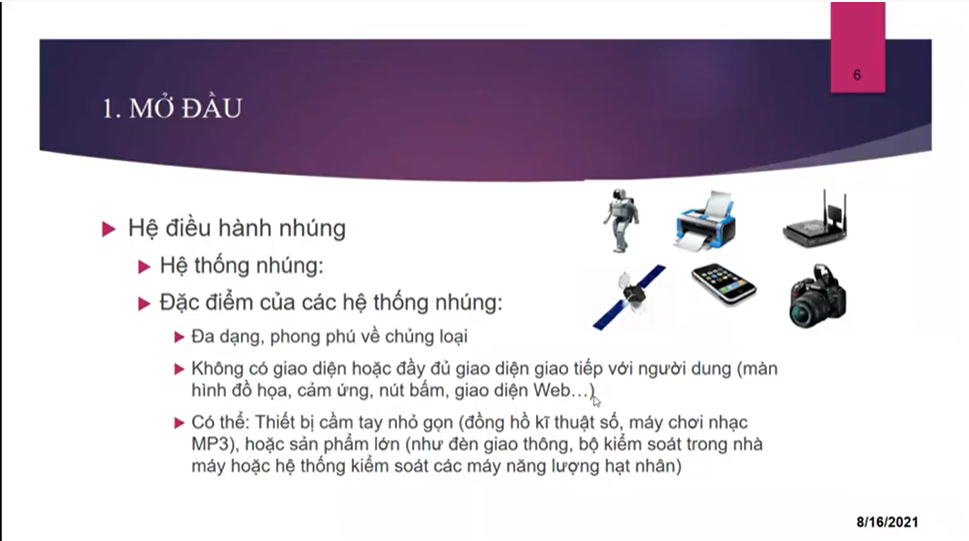 6
1. MỞ ĐẦU
Hệ điều hành nhúng
Hệ thống nhúng:
Đặc điểm của các hệ thống nhúng:
Đa dạng, phong phú về chủng loại
Không có giao diện hoặc đầy đủ giao diện giao tiếp với người dung (màn
hình đồ họa, cảm ứng, nút bấm, giao diện Web…)
Có thể: Thiết bị cầm tay nhỏ gọn (đồng hồ kĩ thuật số, máy chơi nhạc
MP3), hoặc sản phẩm lớn (như đèn giao thông, bộ kiểm soát trong nhà
máy hoặc hệ thống kiểm soát các máy năng lượng hạt nhân)
8/16/2021